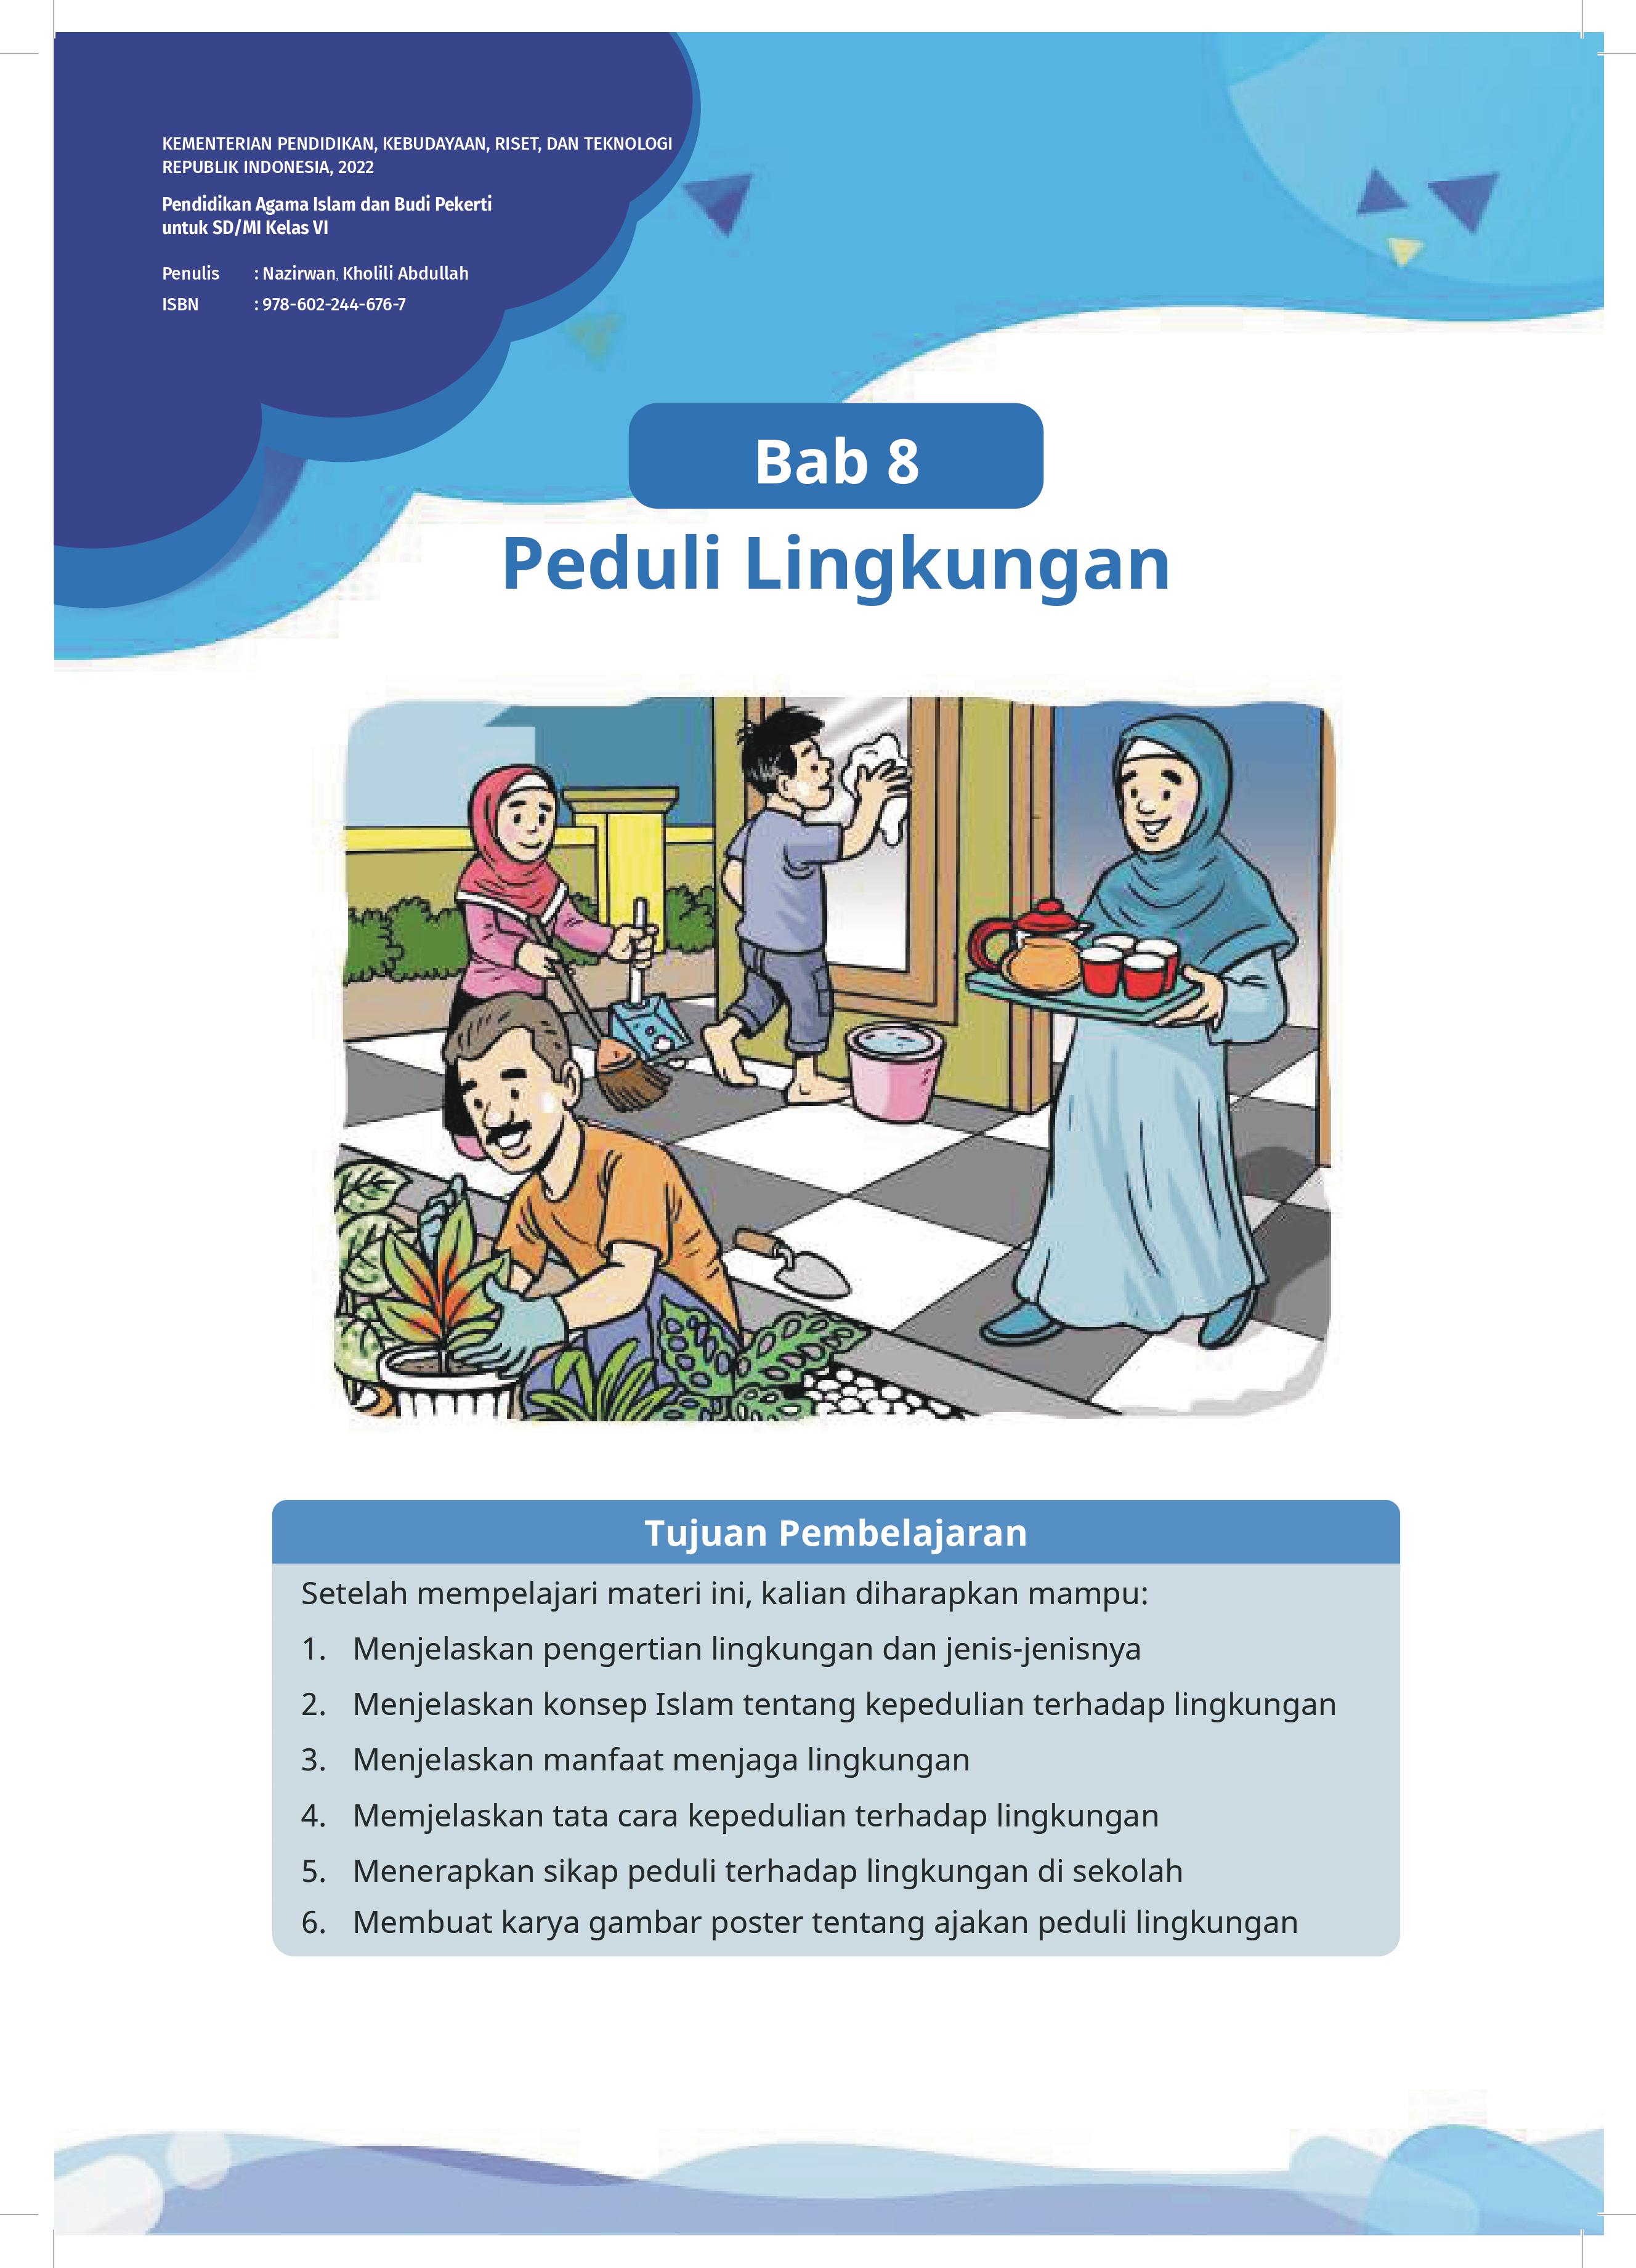 KEMENTERIAN PENDIDIKAN, KEBUDAYAAN, RISET, DAN TEKNOLOGI
REPUBLIK INDONESIA, 2022
Pendidikan Agama Islam dan Budi Pekerti
untuk SD/MI Kelas VI
Penulis : Nazirwan, Kholili Abdullah
ISBN : 978-602-244-676-7
Bab 8
Peduli Lingkungan
Tujuan Pembelajaran
Setelah mempelajari materi ini, kalian diharapkan mampu:
1. Menjelaskan pengertian lingkungan dan jenis-jenisnya
2. Menjelaskan konsep Islam tentang kepedulian terhadap lingkungan
3. Menjelaskan manfaat menjaga lingkungan
4. Memjelaskan tata cara kepedulian terhadap lingkungan
5. Menerapkan sikap peduli terhadap lingkungan di sekolah
6. Membuat karya gambar poster tentang ajakan peduli lingkungan